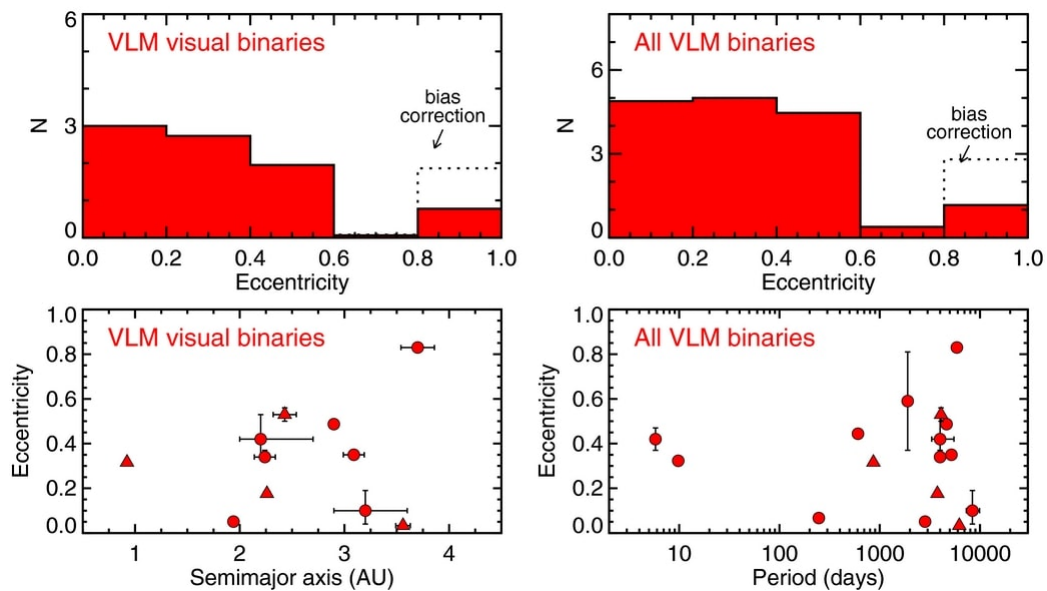 VLM visual binaries
6
3
0
N
bias
correction
0.0 0.2 0.4 0.6 0.8 1.0
Eccentricity
All VLM binaries
6
3
0
N
bias
correction
0.0 0.2 0.4 0.6 0.8 1.0
Eccentricity
VLM visual binaries
1.0
0.8
0.6
0.4
0.2
0.0
Eccentricity
1 2 3 4
Semimajor axis (AU)
All VLM binaries
1.0
0.8
0.6
0.4
0.2
0.0
Eccentricity
10 100 1000 10000
Period (days)